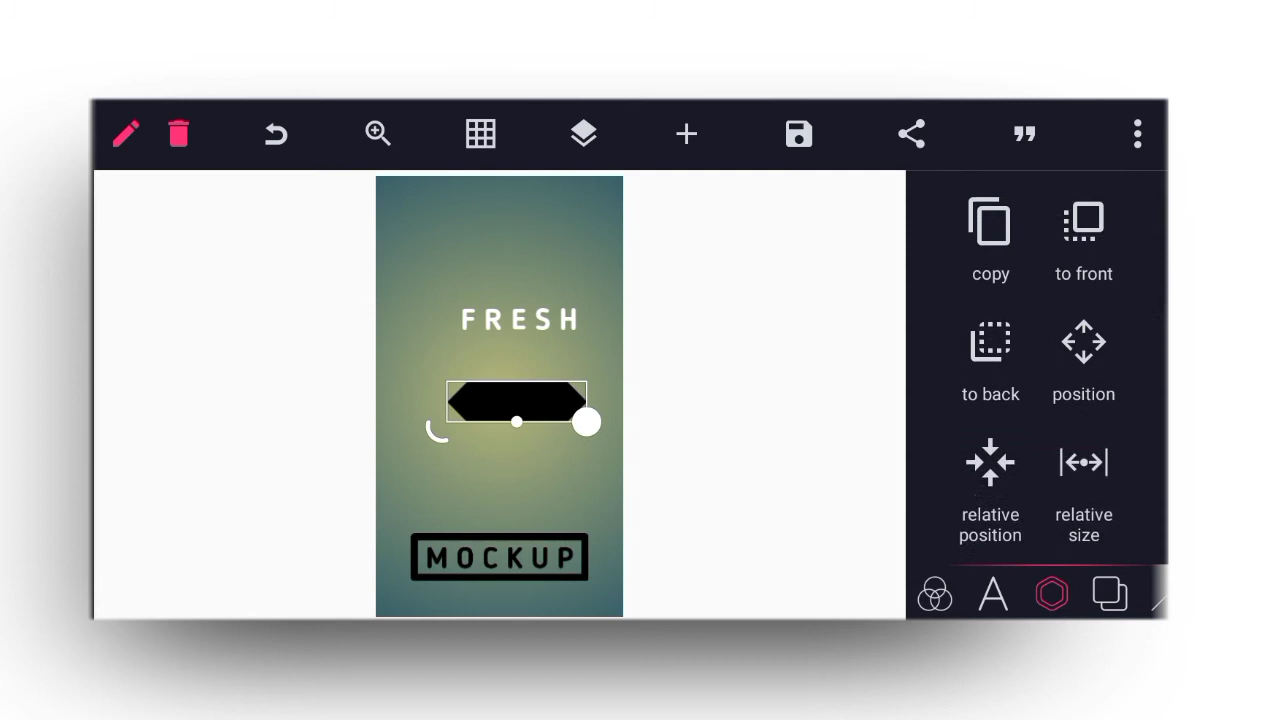 copy
to front
FRESH
to back
position
relative
position
relative
size
MOCKUP